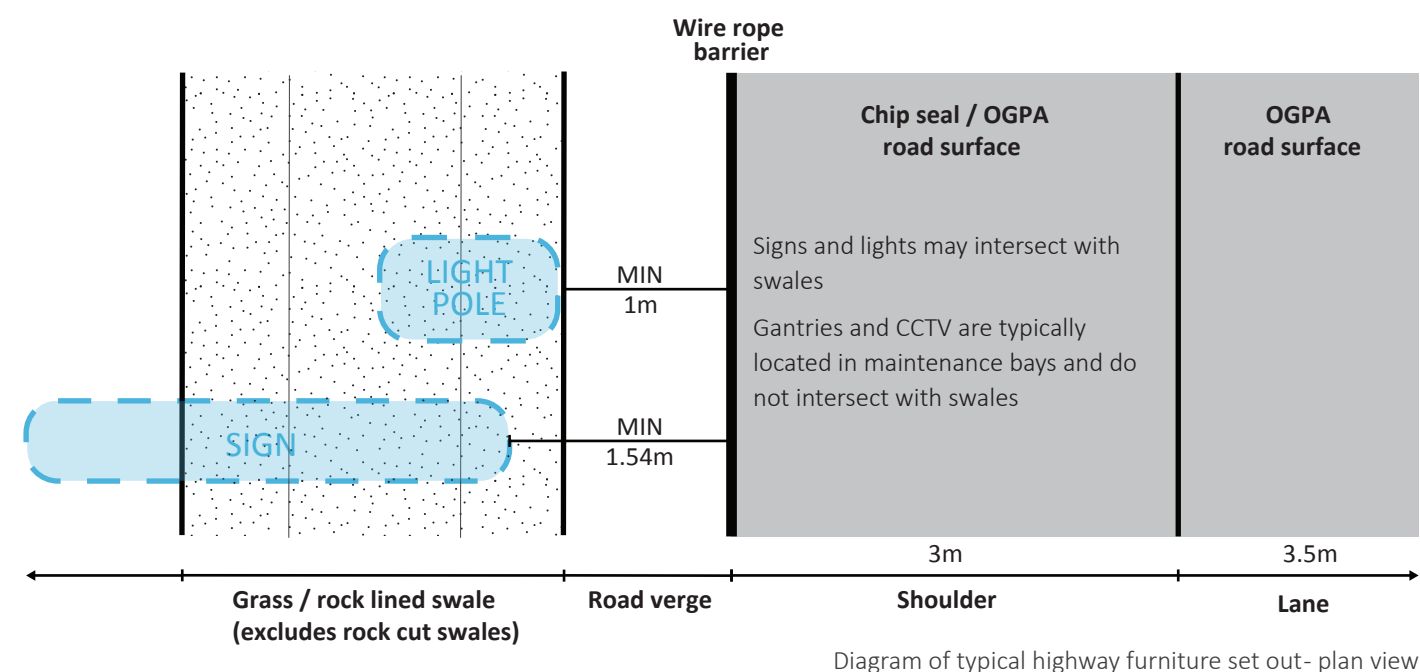 Wire rope
barrier
Chip seal / OGPA
road surface
OGPA
road surface
Signs and lights may intersect with
swales
Gantries and CCTV are typically
located in maintenance bays and do
not intersect with swales
LIGHT
POLE
MIN
1m
SIGN
MIN
1.54m
3m
3.5m
Grass / rock lined swale
(excludes rock cut swales)
Road verge
Shoulder
Lane
Diagram of typical highway furniture set out- plan view